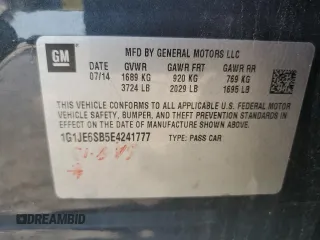 GM
MFD BY GENERAL MOTORS LLC
DATE GVWR GAWR FRT GAWR RR
07/14 1689 KG 920 KG 769 KG
3724 LB 2029 LB 1695 LB
THIS VEHICLE CONFORMS TO ALL APPLICABLE U.S. FEDERAL MOTOR
VEHICLE SAFETY, BUMPER, AND THEFT PREVENTION STANDARDS
IN EFFECT ON THE DATE OF MANUFACTURE SHOWN ABOVE.
1G1JE6SB5E4241777 TYPE: PASS CAR
DREAMBID